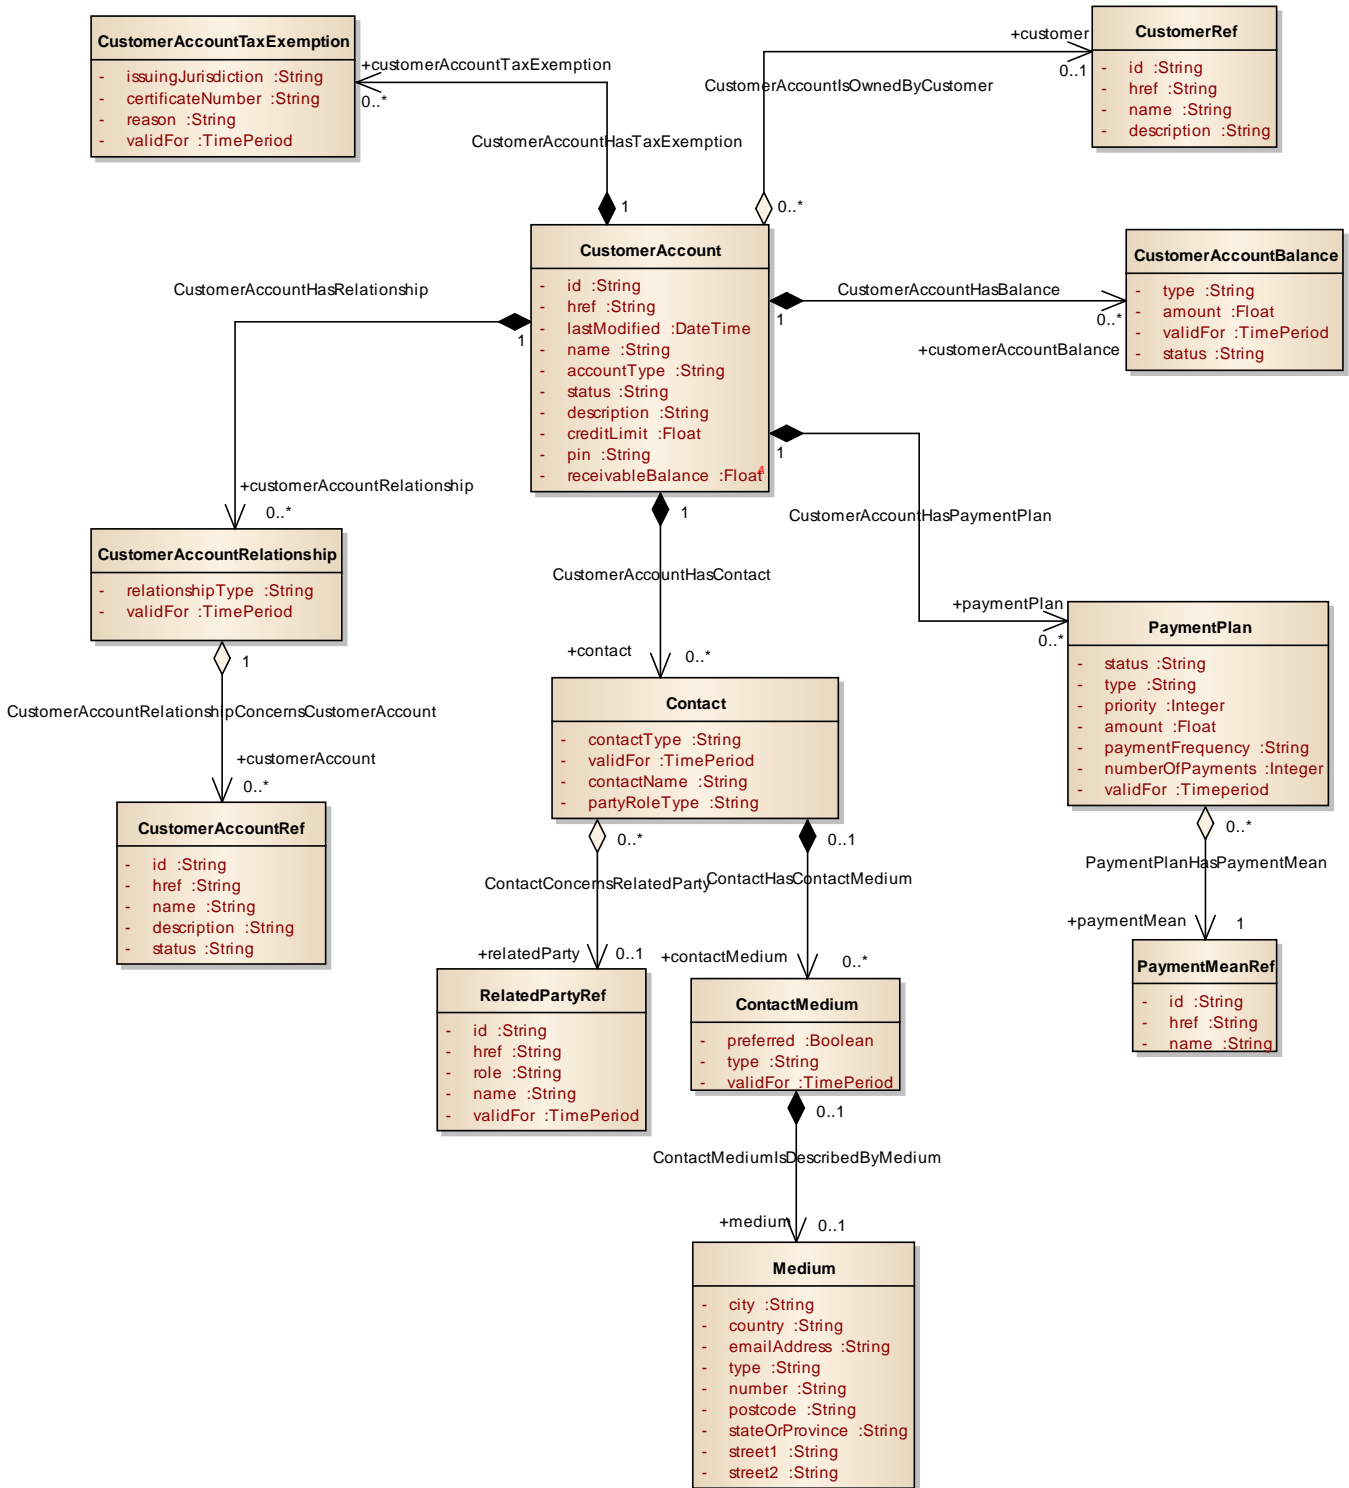 CustomerAccountTaxExemption
- issuingJurisdiction :String
- certificateNumber :String
- reason :String
- validFor :TimePeriod
+customerAccountTaxExemption
0..*
CustomerAccountHasTaxExemption
1
+customer
0..1
CustomerAccountIsOwnedByCustomer
0..*
CustomerRef
- id :String
- href :String
- name :String
- description :String
CustomerAccount
- id :String
- href :String
- lastModified :DateTime
- name :String
- accountType :String
- status :String
- description :String
- creditLimit :Float
- pin :String
- receivableBalance :Float
A
CustomerAccountHasBalance
1
0..*
+customerAccountBalance
CustomerAccountBalance
- type :String
- amount :Float
- validFor :TimePeriod
- status :String
CustomerAccountHasRelationship
1
+customerAccountRelationship
0..*
CustomerAccountRelationship
- relationshipType :String
- validFor :TimePeriod
1
CustomerAccountHasPaymentPlan
1
+paymentPlan
0..*
1
CustomerAccountHasContact
+contact
0..*
PaymentPlan
- status :String
- type :String
- priority :Integer
- amount :Float
- paymentFrequency :String
- numberOfPayments :Integer
- validFor :Timeperiod
1
CustomerAccountRelationshipConcernsCustomerAccount
+customerAccount
0..*
CustomerAccountRef
- id :String
- href :String
- name :String
- description :String
- status :String
Contact
- contactType :String
- validFor :TimePeriod
- contactName :String
- partyRoleType :String
0..*
ContactConcernsRelatedParty
+relatedParty
0..1
0..1
ContactHasContactMedium
+contactMedium
0..*
0..*
PaymentPlanHasPaymentMean
+paymentMean
1
PaymentMeanRef
- id :String
- href :String
- name :String
RelatedPartyRef
- id :String
- href :String
- role :String
- name :String
- validFor :TimePeriod
ContactMedium
- preferred :Boolean
- type :String
- validFor :TimePeriod
0..1
ContactMediumIsDescribedByMedium
+medium
0..1
Medium
- city :String
- country :String
- emailAddress :String
- type :String
- number :String
- postcode :String
- stateOrProvince :String
- street1 :String
- street2 :String